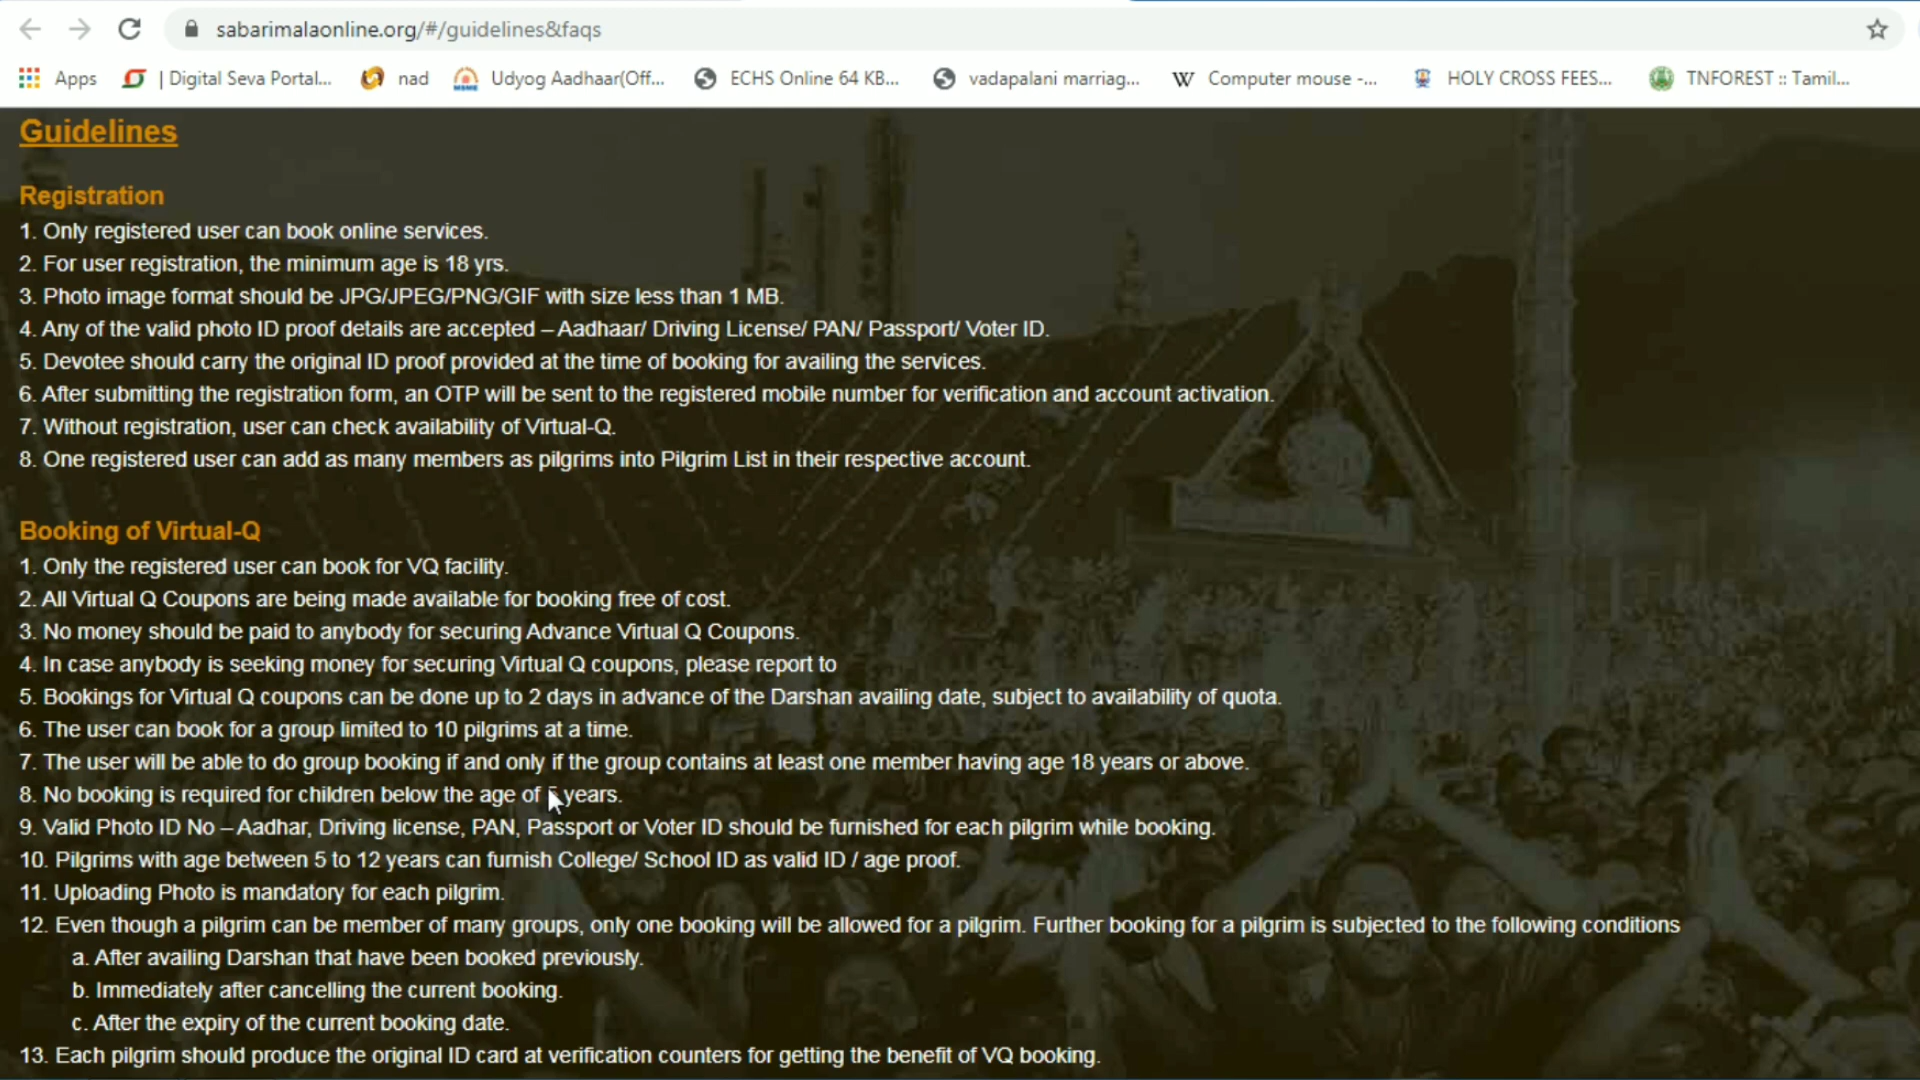 sabarimalaonline.org/#/guidelines&faqs
Apps | Digital Seva Portal... nad Udyog Aadhaar(Off... ECHS Online 64 KB... vadapalani marriag... Computer mouse -... HOLY CROSS FEES... TNFOREST :: Tamil...
Guidelines
Registration
1. Only registered user can book online services.
2. For user registration, the minimum age is 18 yrs.
3. Photo image format should be JPG/JPEG/PNG/GIF with size less than 1 MB.
4. Any of the valid photo ID proof details are accepted – Aadhaar/ Driving License/ PAN/ Passport/ Voter ID.
5. Devotee should carry the original ID proof provided at the time of booking for availing the services.
6. After submitting the registration form, an OTP will be sent to the registered mobile number for verification and account activation.
7. Without registration, user can check availability of Virtual-Q.
8. One registered user can add as many members as pilgrims into Pilgrim List in their respective account.
Booking of Virtual-Q
1. Only the registered user can book for VQ facility.
2. All Virtual Q Coupons are being made available for booking free of cost.
3. No money should be paid to anybody for securing Advance Virtual Q Coupons.
4. In case anybody is seeking money for securing Virtual Q coupons, please report to
5. Bookings for Virtual Q coupons can be done up to 2 days in advance of the Darshan availing date, subject to availability of quota.
6. The user can book for a group limited to 10 pilgrims at a time.
7. The user will be able to do group booking if and only if the group contains at least one member having age 18 years or above.
8. No booking is required for children below the age of 5 years.
9. Valid Photo ID No – Aadhar, Driving license, PAN, Passport or Voter ID should be furnished for each pilgrim while booking.
10. Pilgrims with age between 5 to 12 years can furnish College/ School ID as valid ID / age proof.
11. Uploading Photo is mandatory for each pilgrim.
12. Even though a pilgrim can be member of many groups, only one booking will be allowed for a pilgrim. Further booking for a pilgrim is subjected to the following conditions
a. After availing Darshan that have been booked previously.
b. Immediately after cancelling the current booking.
c. After the expiry of the current booking date.
13. Each pilgrim should produce the original ID card at verification counters for getting the benefit of VQ booking.